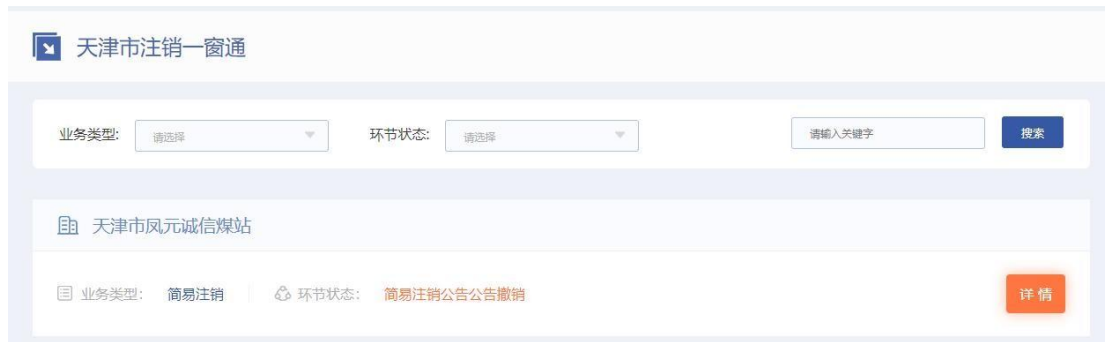 天津市注销一窗通
业务类型: 请选择 环节状态: 请选择 请输入关键字 搜索
天津市凤元诚信煤站
业务类型: 简易注销 环节状态: 简易注销公告公告撤销 详情